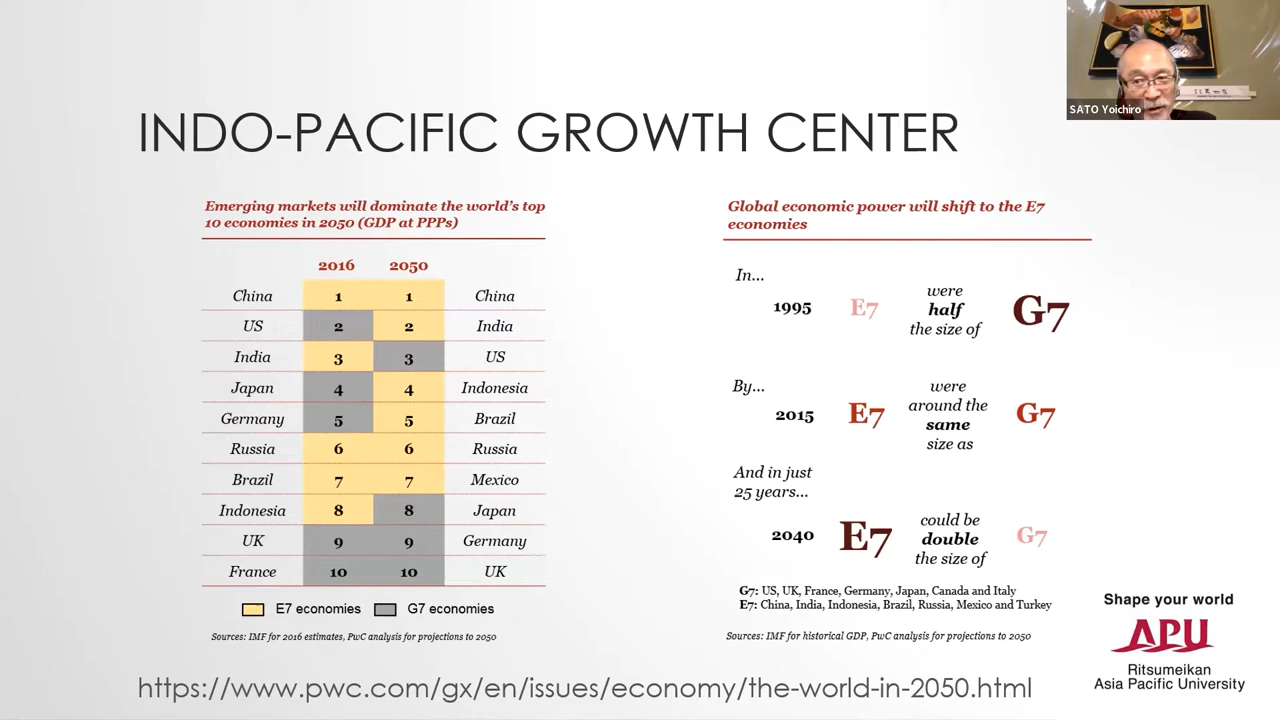 SATO Yoichiro
INDO-PACIFIC GROWTH CENTER
Emerging markets will dominate the world's top
10 economies in 2050 (GDP at PPPs)
2016 2050
China 1 1 China
US 2 2 India
India 3 3 US
Japan 4 4 Indonesia
Germany 5 5 Brazil
Russia 6 6 Russia
Brazil 7 7 Mexico
Indonesia 8 8 Japan
UK 9 9 Germany
France 10 10 UK
E7 economies G7 economies
Sources: IMF for 2016 estimates, PwC analysis for projections to 2050
Global economic power will shift to the E7
economies
In...
1995 E7 were
half
the size of G7
By...
2015 E7 were
around the
same
size as G7
And in just
25 years...
2040 E7 could be
double
the size of G7
G7: US, UK, France, Germany, Japan, Canada and Italy
E7: China, India, Indonesia, Brazil, Russia, Mexico and Turkey
Sources: IMF for historical GDP, PwC analysis for projections to 2050
https://www.pwc.com/gx/en/issues/economy/the-world-in-2050.html
Shape your world
APU
Ritsumeikan
Asia Pacific University